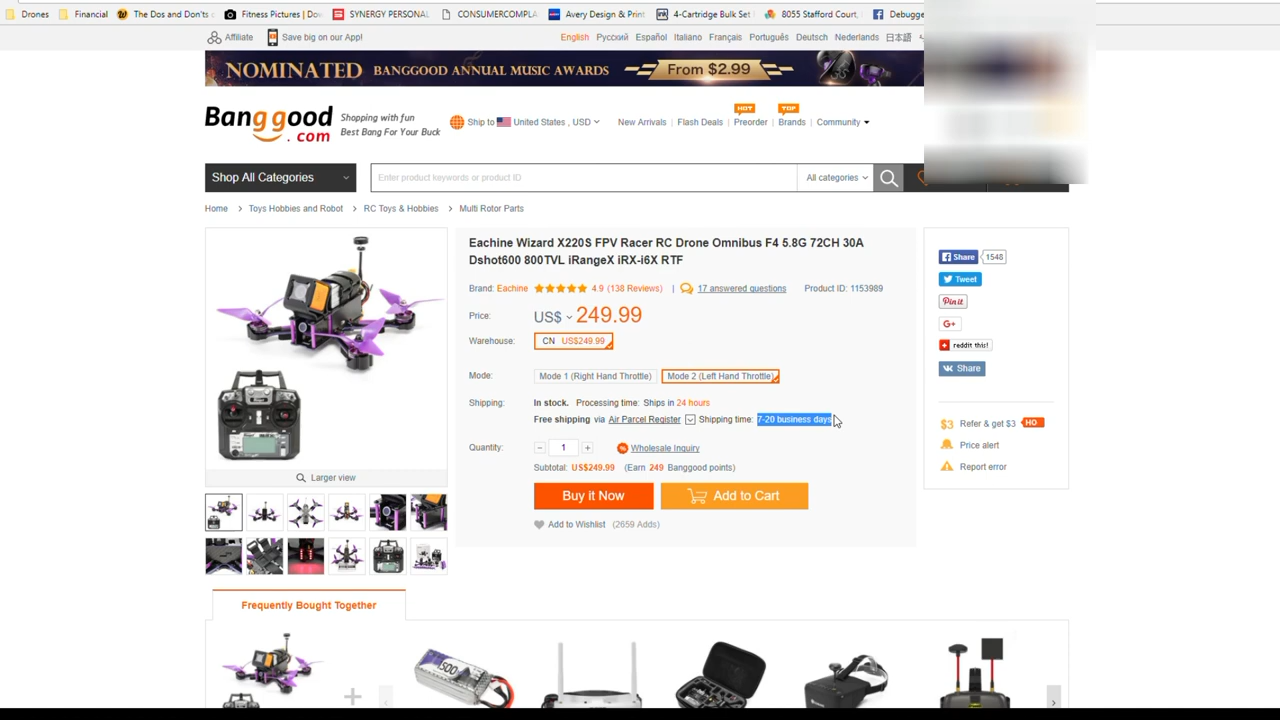 Drones Financial The Dos and Don'ts Fitness Pictures | Do SYNERGY PERSONAL CONSUMERCOMPLA Avery Design & Print 4-Cartridge Bulk Set 8055 Stafford Court, Debugge
Affiliate Save big on our App! English Русский Español Italiano Français Português Deutsch Nederlands 日本語
NOMINATED BANGGOOD ANNUAL MUSIC AWARDS From $2.99
Banggood.com
Shopping with fun
Best Bang For Your Buck
HOT TOP
Ship to United States , USD New Arrivals Flash Deals Preorder Brands Community
Shop All Categories Enter product keywords or product ID All categories
Home > Toys Hobbies and Robot > RC Toys & Hobbies > Multi Rotor Parts
Eachine Wizard X220S FPV Racer RC Drone Omnibus F4 5.8G 72CH 30A
Dshot600 800TVL iRangeX iRX-i6X RTF
Brand: Eachine 4.9 (138 Reviews) | 17 answered questions Product ID: 1153989
Price: US$ 249.99
Warehouse: CN US$249.99
Mode: Mode 1 (Right Hand Throttle) Mode 2 (Left Hand Throttle)
Shipping: In stock. Processing time: Ships in 24 hours
Free shipping via Air Parcel Register Shipping time: 7-20 business days
Quantity: - 1 + Wholesale Inquiry
Subtotal: US$249.99 (Earn 249 Banggood points)
Buy it Now Add to Cart
Add to Wishlist (2659 Adds)
Larger view
Share 1548
Tweet
Pin it
G+
reddit this!
Share
$3 Refer & get $3 HO
Price alert
Report error
Frequently Bought Together
1500